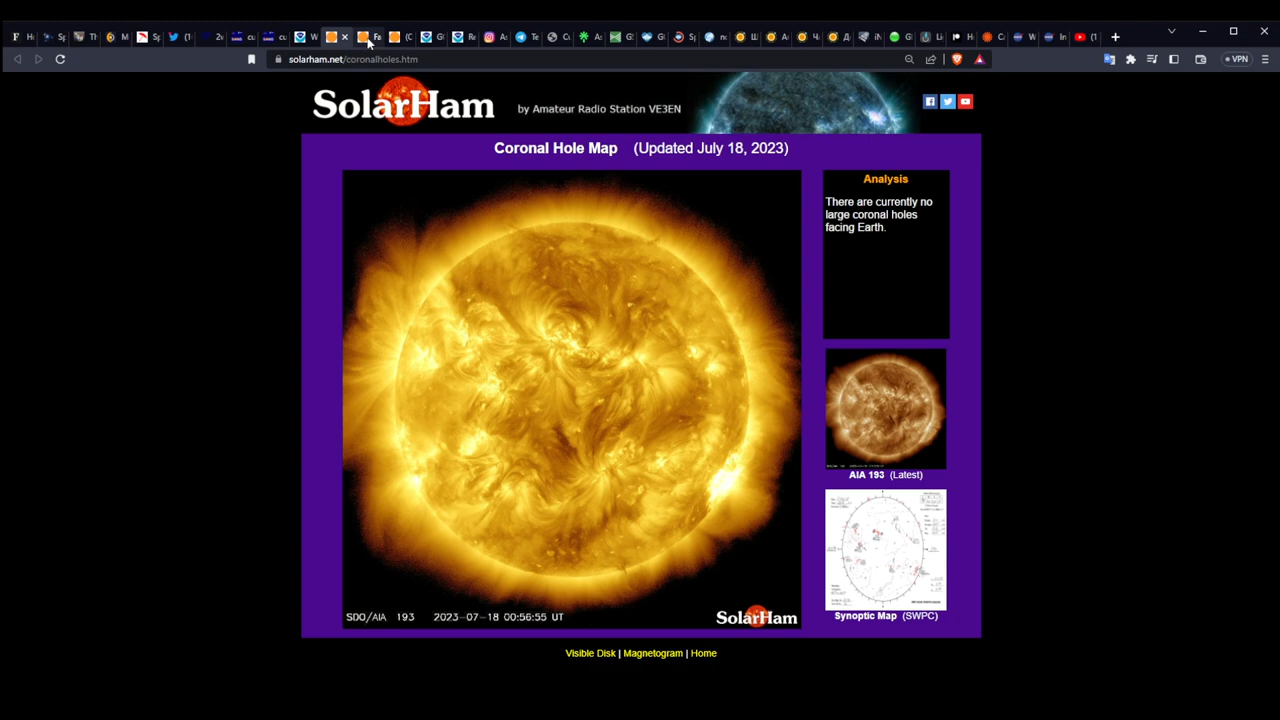 solarham.net/coronalholes.htm
VPN
SolarHam
by Amateur Radio Station VE3EN
Coronal Hole Map (Updated July 18, 2023)
Analysis
There are currently no
large coronal holes
facing Earth.
AIA 193 (Latest)
Synoptic Map (SWPC)
SDO/AIA 193 2023-07-18 00:56:55 UT
SolarHam
Visible Disk | Magnetogram | Home